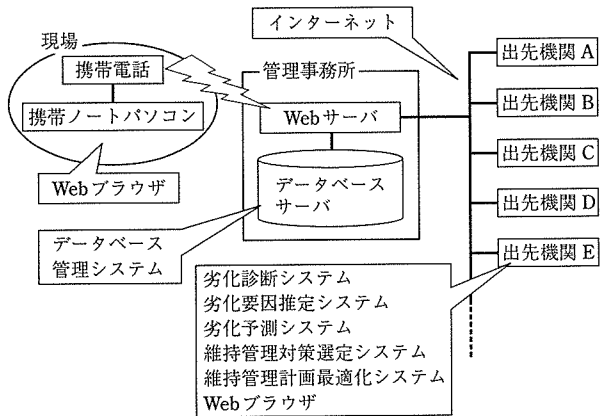 インターネット
現場
携帯電話
携帯ノートパソコン
Webブラウザ
管理事務所
Webサーバ
データベース
サーバ
データベース
管理システム
出先機関 A
出先機関 B
出先機関 C
出先機関 D
出先機関 E
劣化診断システム
劣化要因推定システム
劣化予測システム
維持管理対策選定システム
維持管理計画最適化システム
Webブラウザ